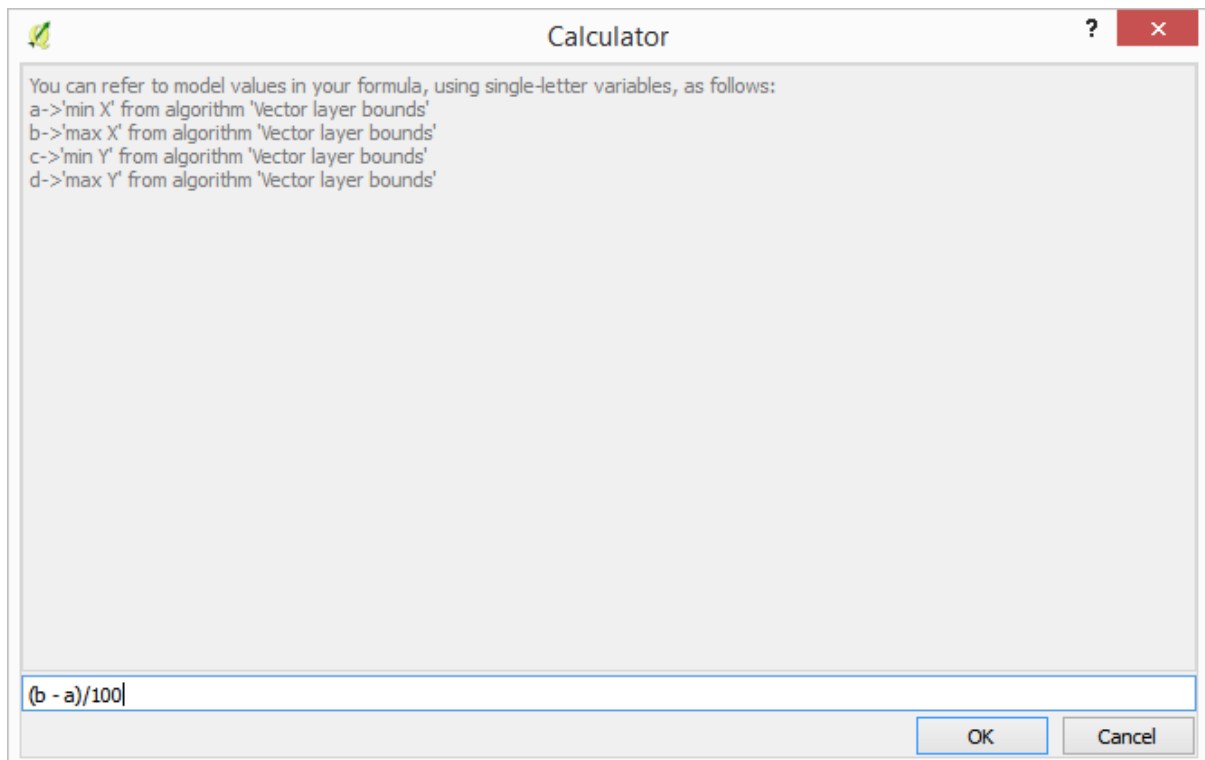 Calculator
?
×
You can refer to model values in your formula, using single-letter variables, as follows:
a->'min X' from algorithm 'Vector layer bounds'
b->'max X' from algorithm 'Vector layer bounds'
c->'min Y' from algorithm 'Vector layer bounds'
d->'max Y' from algorithm 'Vector layer bounds'
(b - a)/100
OK
Cancel